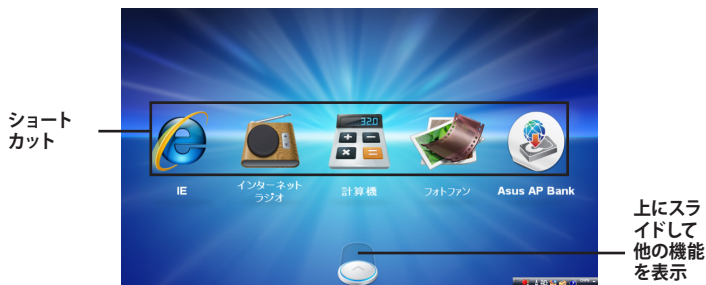 ショート
カット
320
IE
インターネット
ラジオ
計算機
フォトファン
Asus AP Bank
上にスラ
イドして
他の機能
を表示